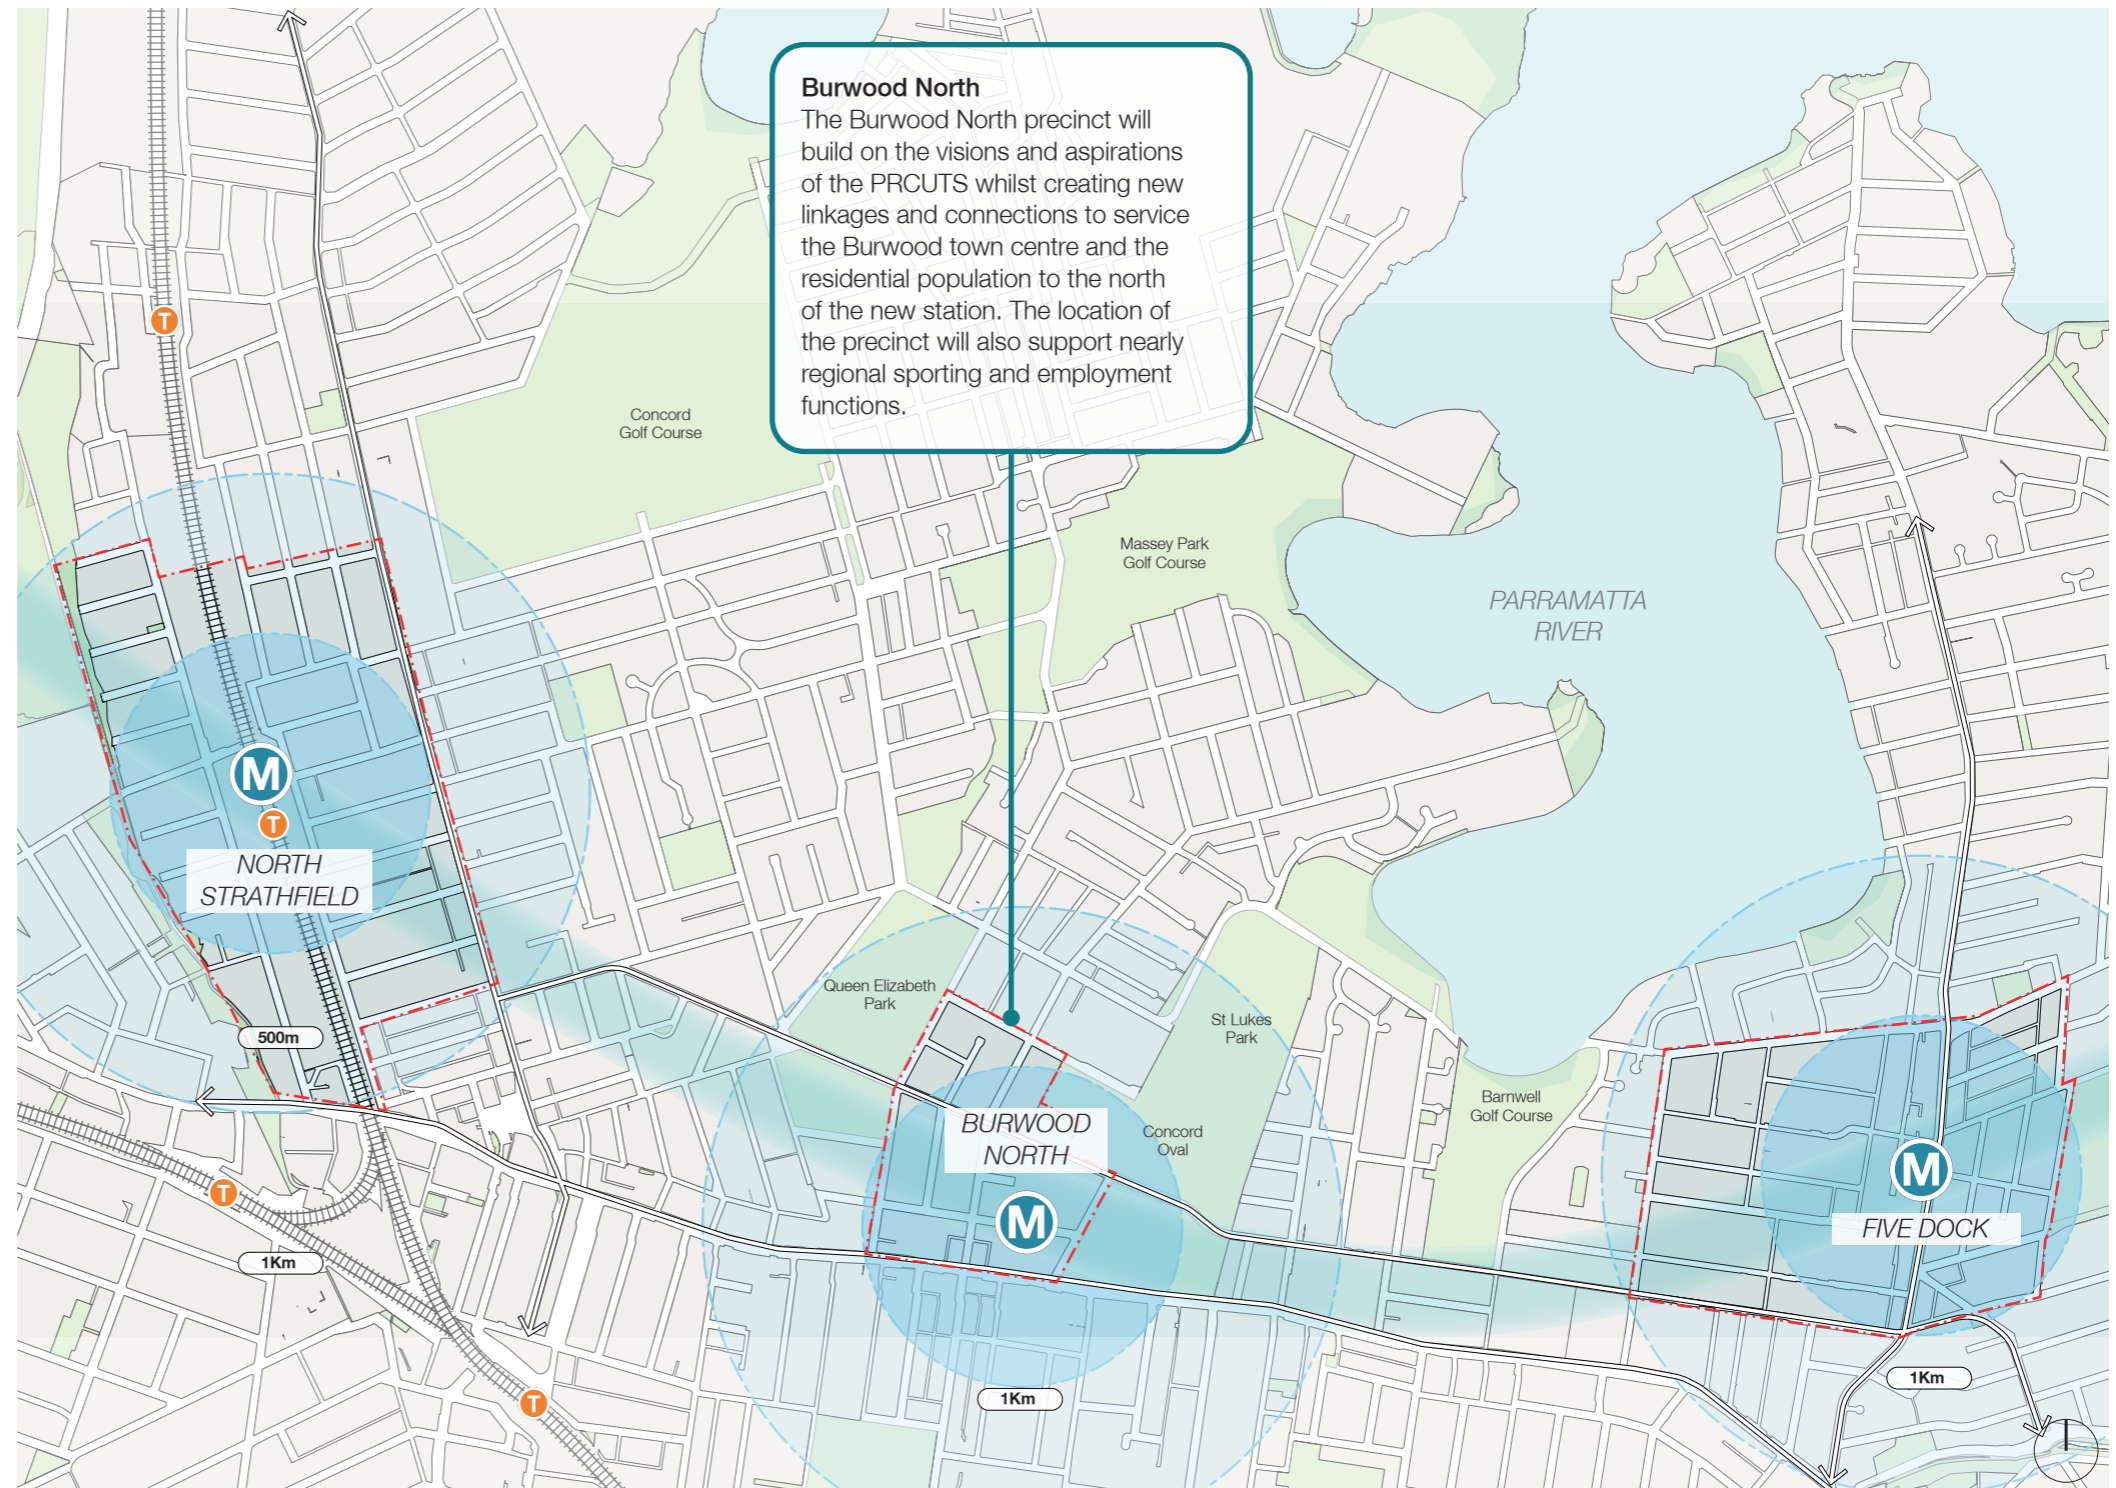 Burwood North
The Burwood North precinct will
build on the visions and aspirations
of the PRCUTS whilst creating new
linkages and connections to service
the Burwood town centre and the
residential population to the north
of the new station. The location of
the precinct will also support nearly
regional sporting and employment
functions.
T
Concord
Golf Course
Massey Park
Golf Course
PARRAMATTA
RIVER
M
T
NORTH
STRATHFIELD
Queen Elizabeth
Park
St Lukes
Park
500m
Barnwell
Golf Course
BURWOOD
NORTH
Concord
Oval
M
M
FIVE DOCK
T
1Km
1Km
1Km
T